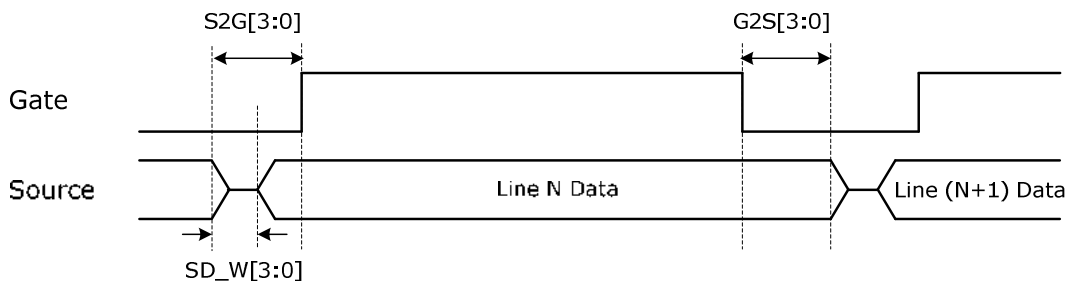 S2G[3:0]
G2S[3:0]
Gate
Source
Line N Data
Line (N+1) Data
SD_W[3:0]